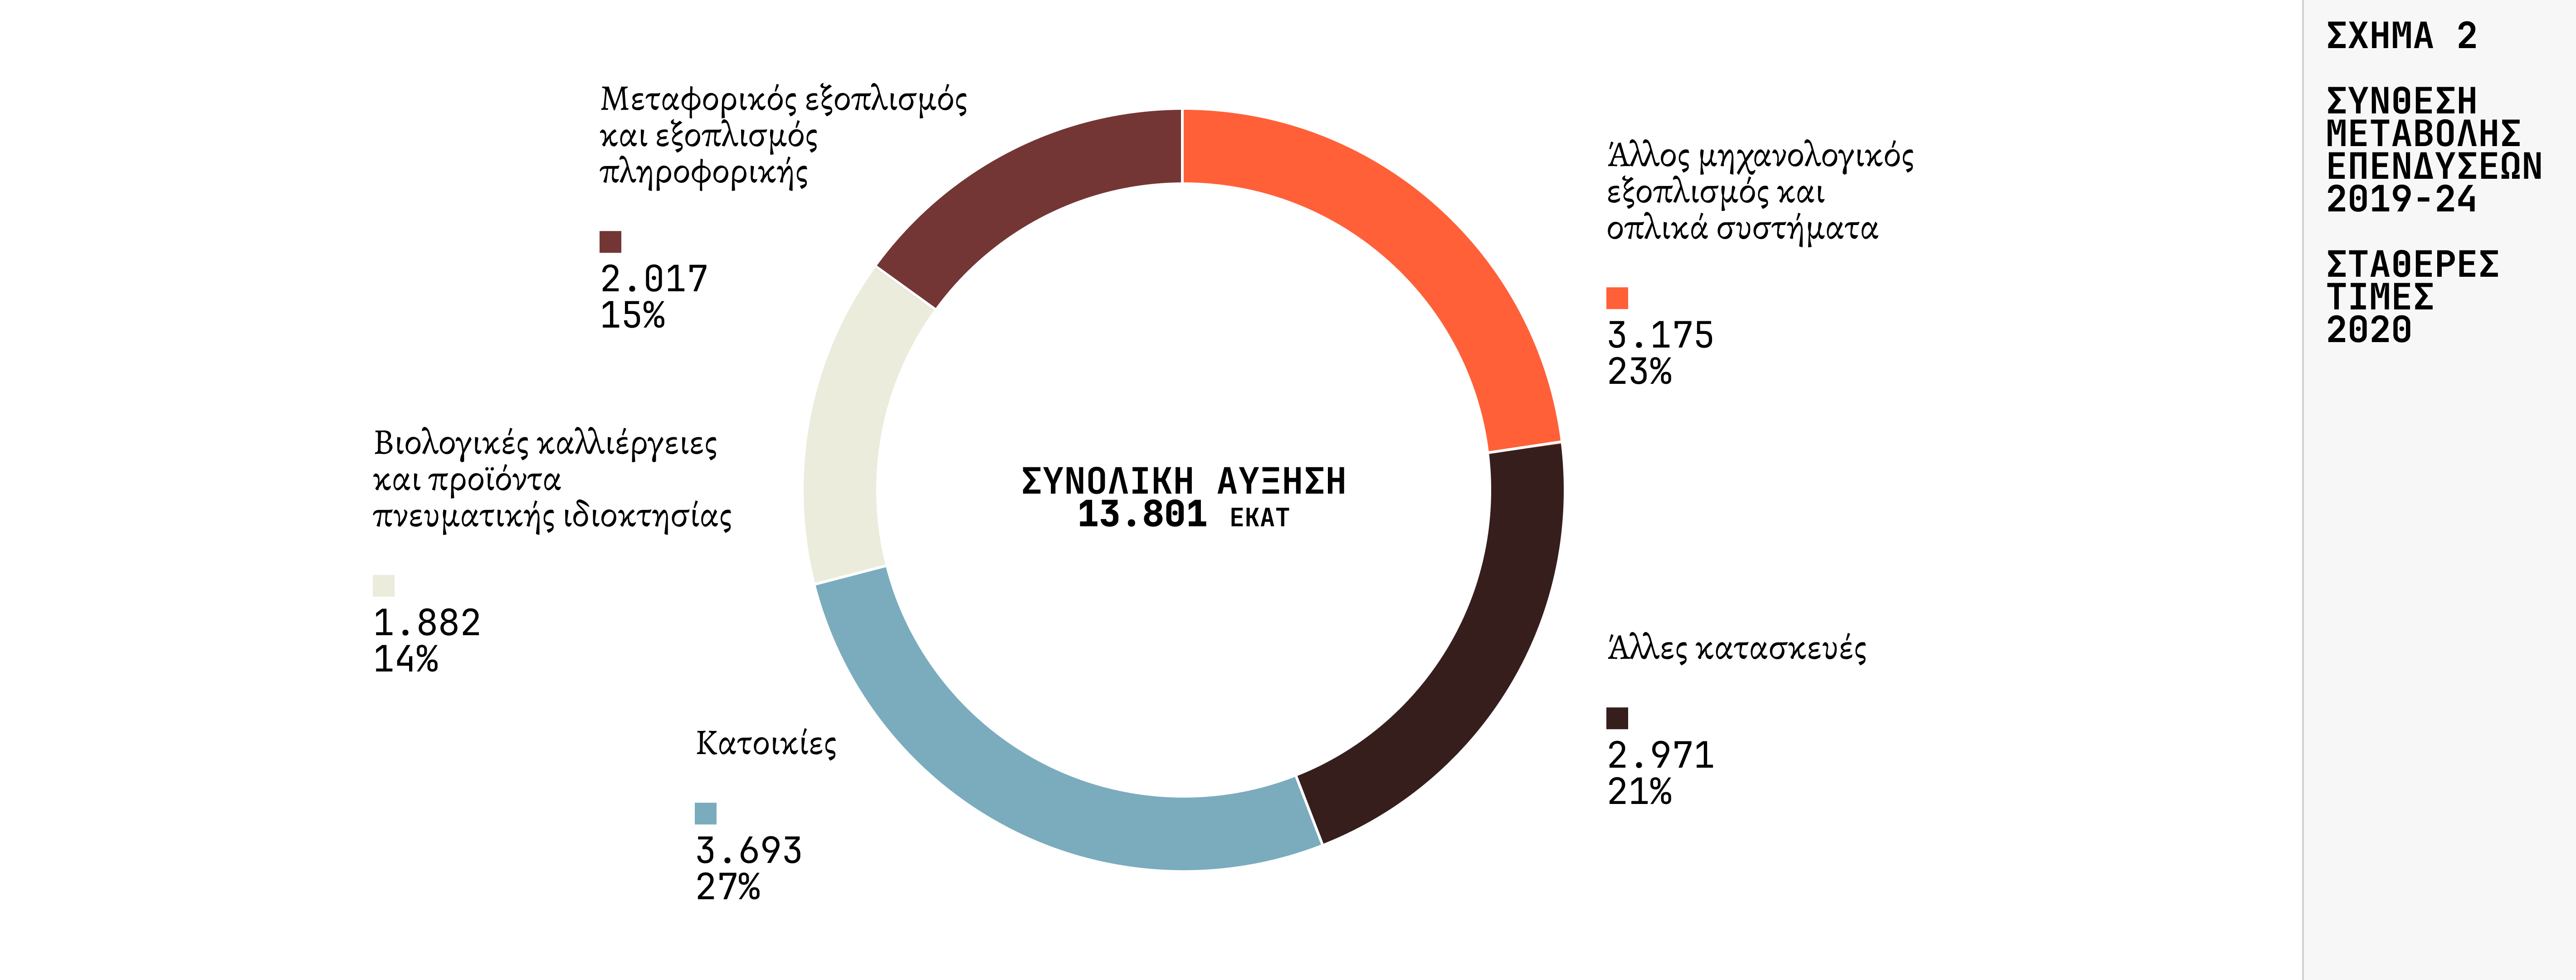 Μεταφορικός εξοπλισμός
και εξοπλισμός
πληροφορικής
2.017
15%
Άλλος μηχανολογικός
εξοπλισμός και
οπλικά συστήματα
3.175
23%
Βιολογικές καλλιέργειες
και προϊόντα
πνευματικής ιδιοκτησίας
1.882
14%
ΣΥΝΟΛΙΚΗ ΑΥΞΗΣΗ
13.801 ΕΚΑΤ
Άλλες κατασκευές
2.971
21%
Κατοικίες
3.693
27%
ΣΧΗΜΑ 2
ΣΥΝΘΕΣΗ
ΜΕΤΑΒΟΛΗΣ
ΕΠΕΝΔΥΣΕΩΝ
2019-24
ΣΤΑΘΕΡΕΣ
ΤΙΜΕΣ
2020